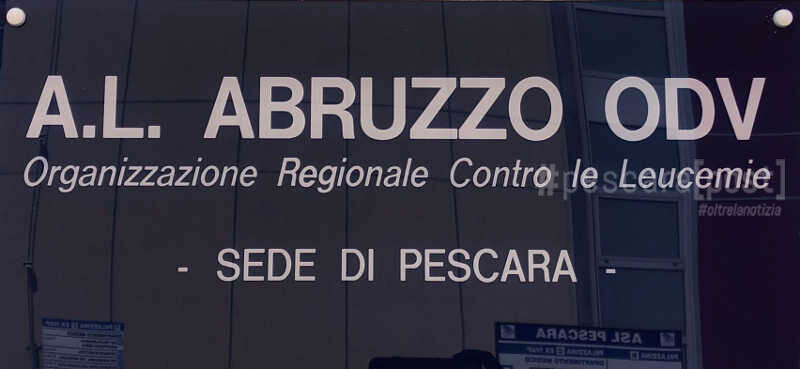 A.L. ABRUZZO ODV
Organizzazione Regionale Contro le Leucemie
#pescara[post]
#oltrelanotizia
- SEDE DI PESCARA -
ASL PESCARA